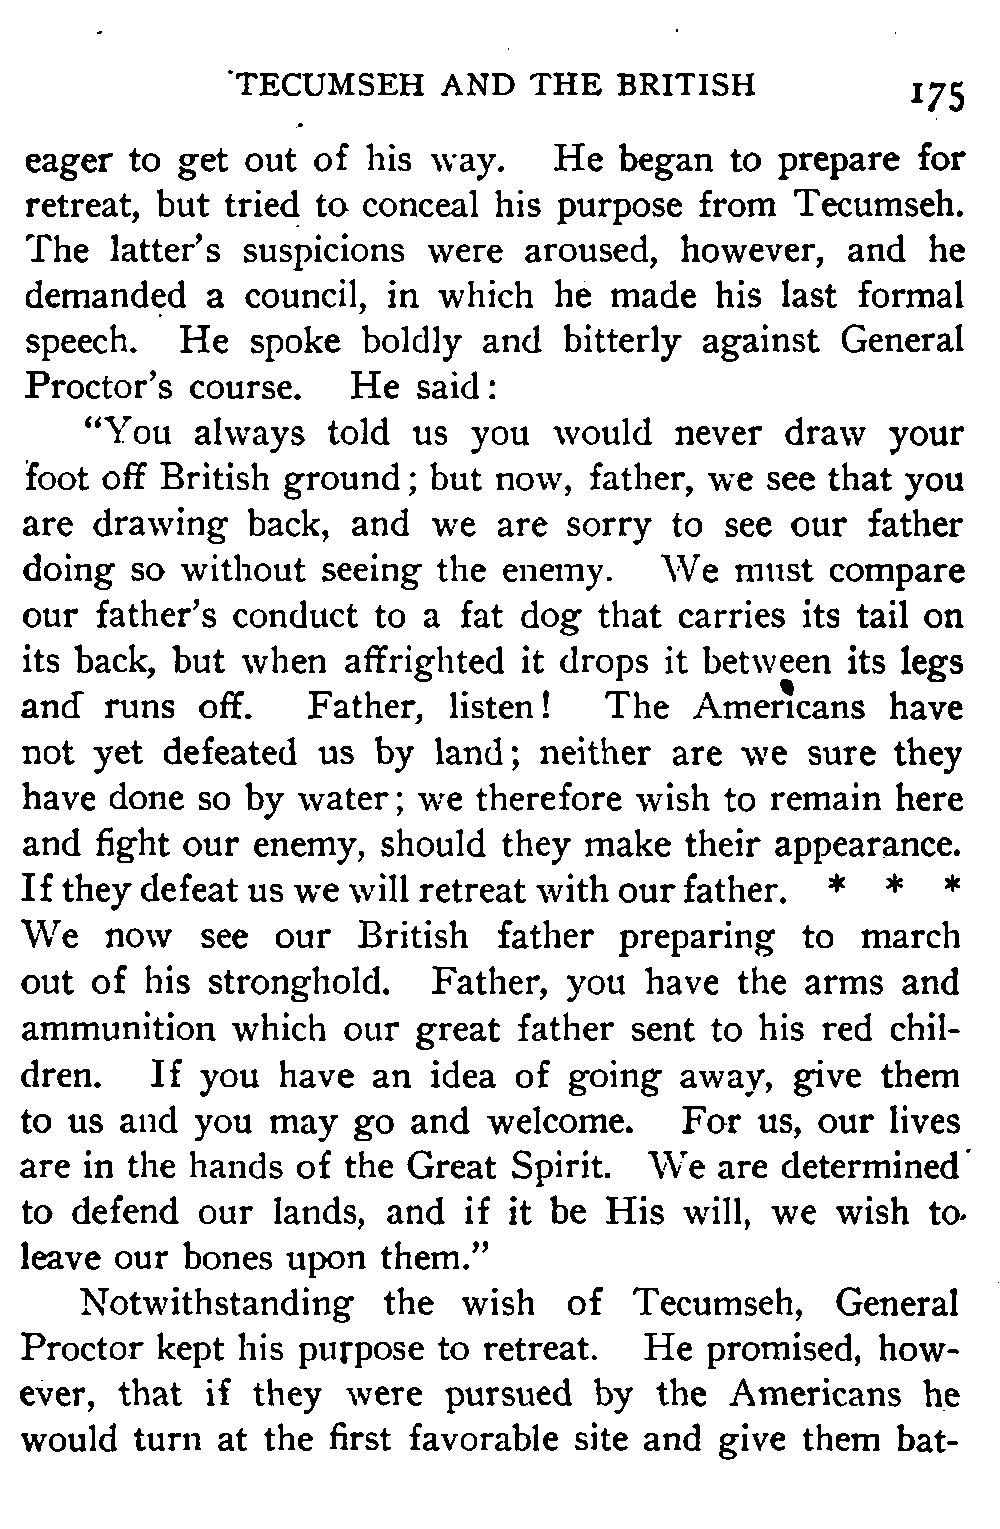 TECUMSEH AND THE BRITISH 175
eager to get out of his way. He began to prepare for
retreat, but tried to conceal his purpose from Tecumseh.
The latter's suspicions were aroused, however, and he
demanded a council, in which he made his last formal
speech. He spoke boldly and bitterly against General
Proctor's course. He said:
"You always told us you would never draw your
foot off British ground; but now, father, we see that you
are drawing back, and we are sorry to see our father
doing so without seeing the enemy. We must compare
our father's conduct to a fat dog that carries its tail on
its back, but when affrighted it drops it between its legs
and runs off. Father, listen! The Americans have
not yet defeated us by land; neither are we sure they
have done so by water; we therefore wish to remain here
and fight our enemy, should they make their appearance.
If they defeat us we will retreat with our father. * * *
We now see our British father preparing to march
out of his stronghold. Father, you have the arms and
ammunition which our great father sent to his red chil-
dren. If you have an idea of going away, give them
to us and you may go and welcome. For us, our lives
are in the hands of the Great Spirit. We are determined
to defend our lands, and if it be His will, we wish to
leave our bones upon them."
Notwithstanding the wish of Tecumseh, General
Proctor kept his purpose to retreat. He promised, how-
ever, that if they were pursued by the Americans he
would turn at the first favorable site and give them bat-